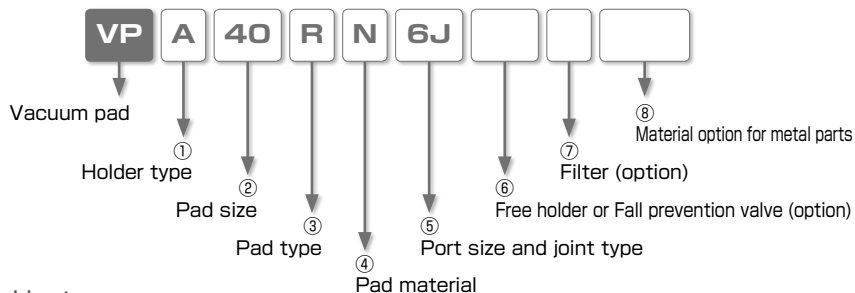 VP A 40 R N 6J
Vacuum pad
①
Holder type
②
Pad size
③
Pad type
④
Pad material
⑤
Port size and joint type
⑥
Free holder or Fall prevention valve (option)
⑦
Filter (option)
⑧
Material option for metal parts